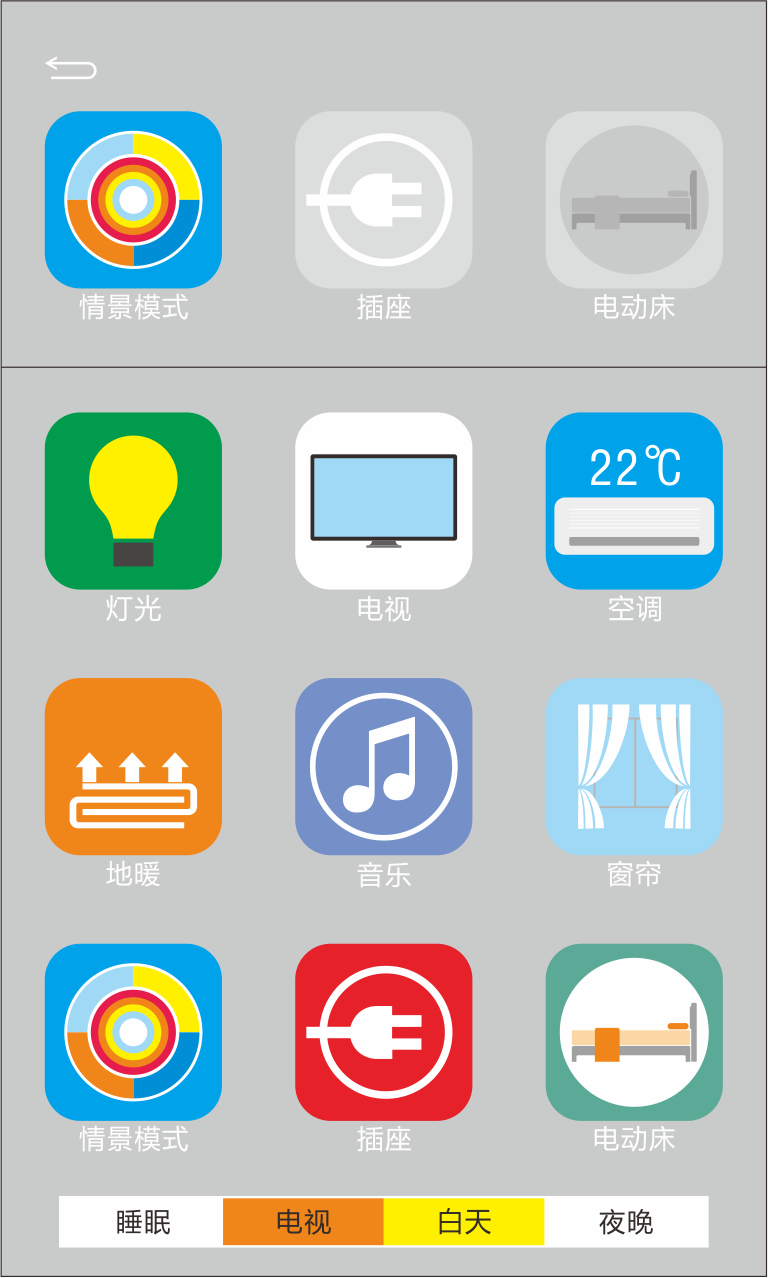 情景模式 插座 电动床
22℃
灯光 电视 空调
地暖 音乐 窗帘
情景模式 插座 电动床
睡眠 电视 白天 夜晚